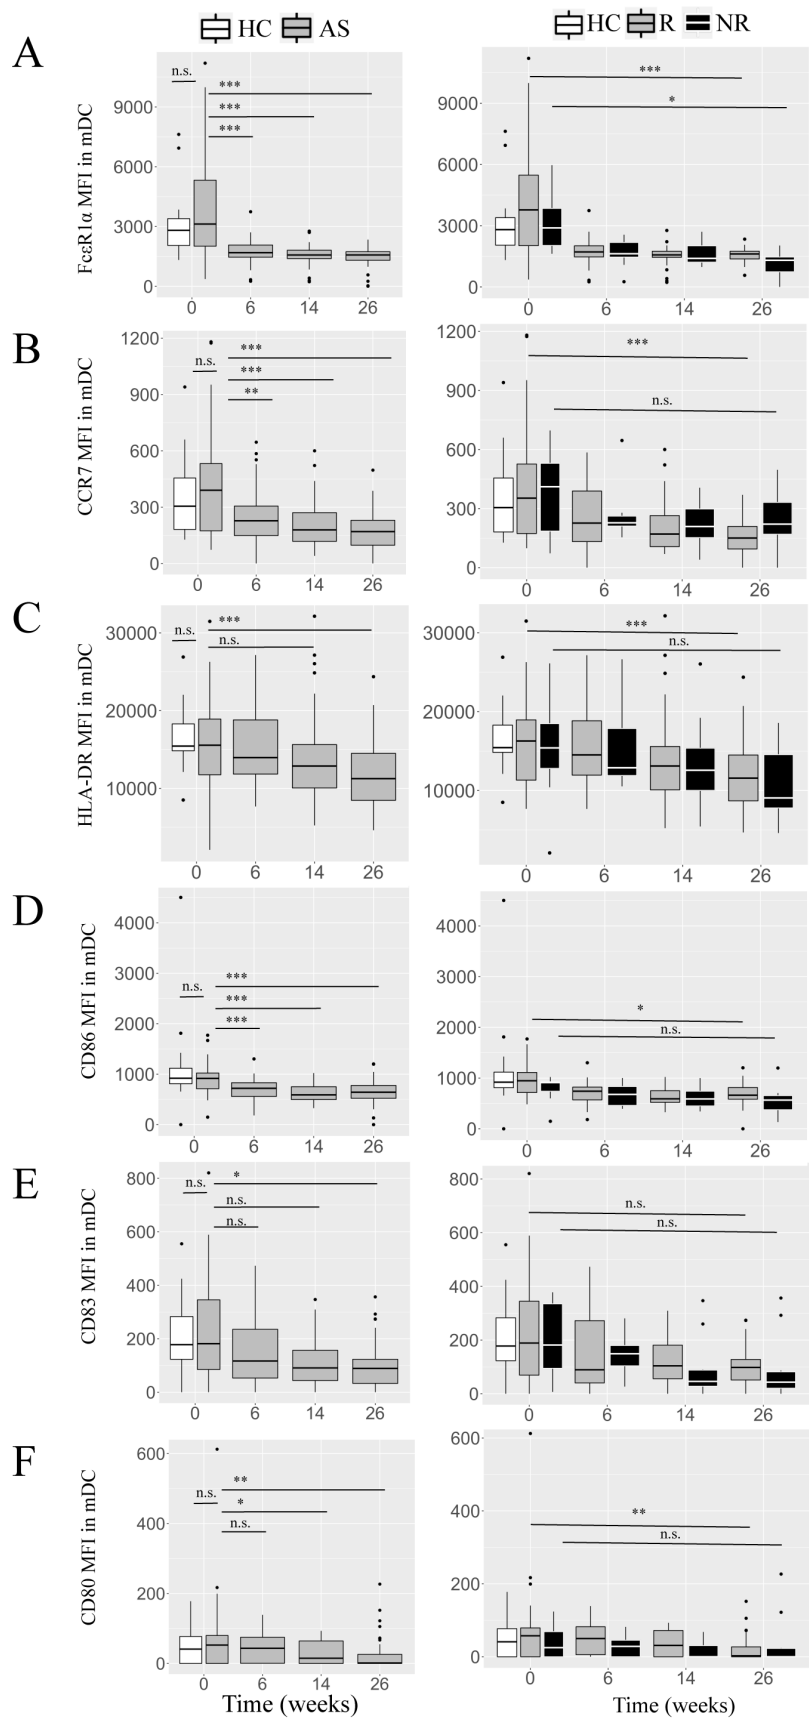 HC AS
HC R NR
A
FcεR1α MFI in mDC
n.s.
***
***
***
9000
6000
3000
0
0 6 14 26
***
*
9000
6000
3000
0
0 6 14 26
B
CCR7 MFI in mDC
n.s.
***
***
**
1200
900
600
300
0
0 6 14 26
***
n.s.
1200
900
600
300
0
0 6 14 26
C
HLA-DR MFI in mDC
n.s.
***
n.s.
30000
20000
10000
0 6 14 26
***
n.s.
30000
20000
10000
0 6 14 26
D
CD86 MFI in mDC
n.s.
***
***
***
4000
3000
2000
1000
0
0 6 14 26
*
n.s.
4000
3000
2000
1000
0
0 6 14 26
E
CD83 MFI in mDC
n.s.
*
n.s.
n.s.
800
600
400
200
0
0 6 14 26
n.s.
n.s.
800
600
400
200
0
0 6 14 26
F
CD80 MFI in mDC
n.s.
**
*
n.s.
600
400
200
0
0 6 14 26
Time (weeks)
**
n.s.
600
400
200
0
0 6 14 26
Time (weeks)